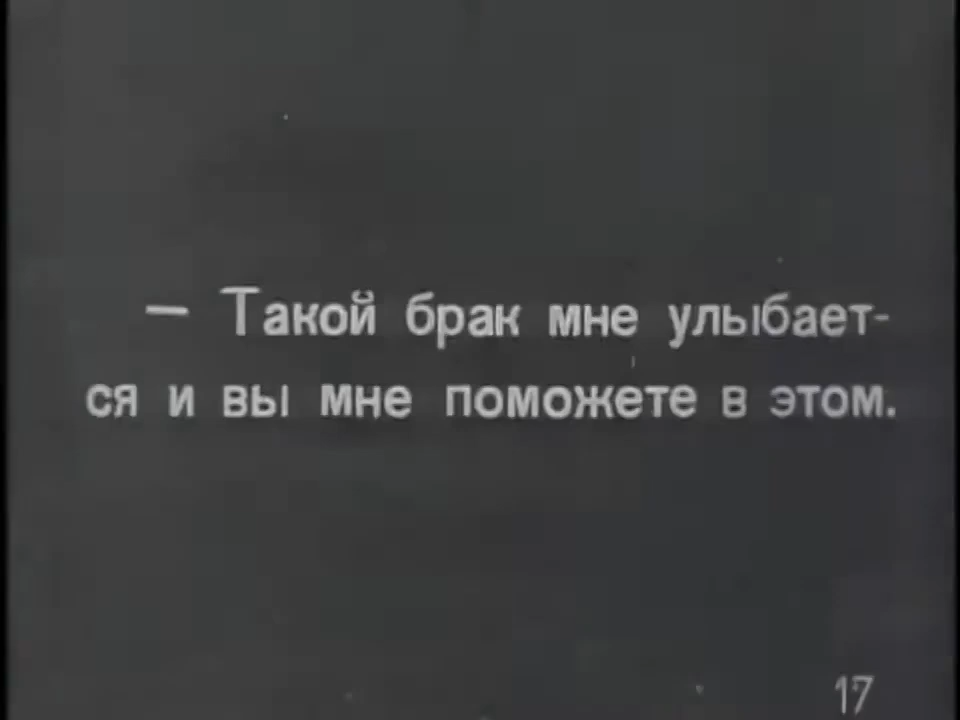 — Такой брак мне улыбает-
ся и вы мне поможете в этом.
17